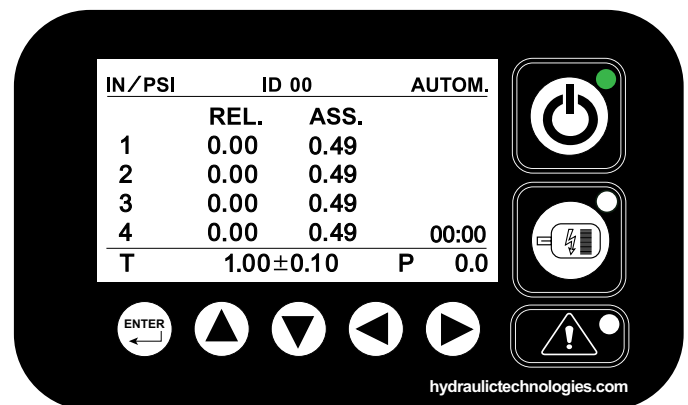 IN/PSI ID 00 AUTOM.
REL. ASS.
1 0.00 0.49
2 0.00 0.49
3 0.00 0.49
4 0.00 0.49 00:00
T 1.00±0.10 P 0.0
ENTER
hydraulictechnologies.com